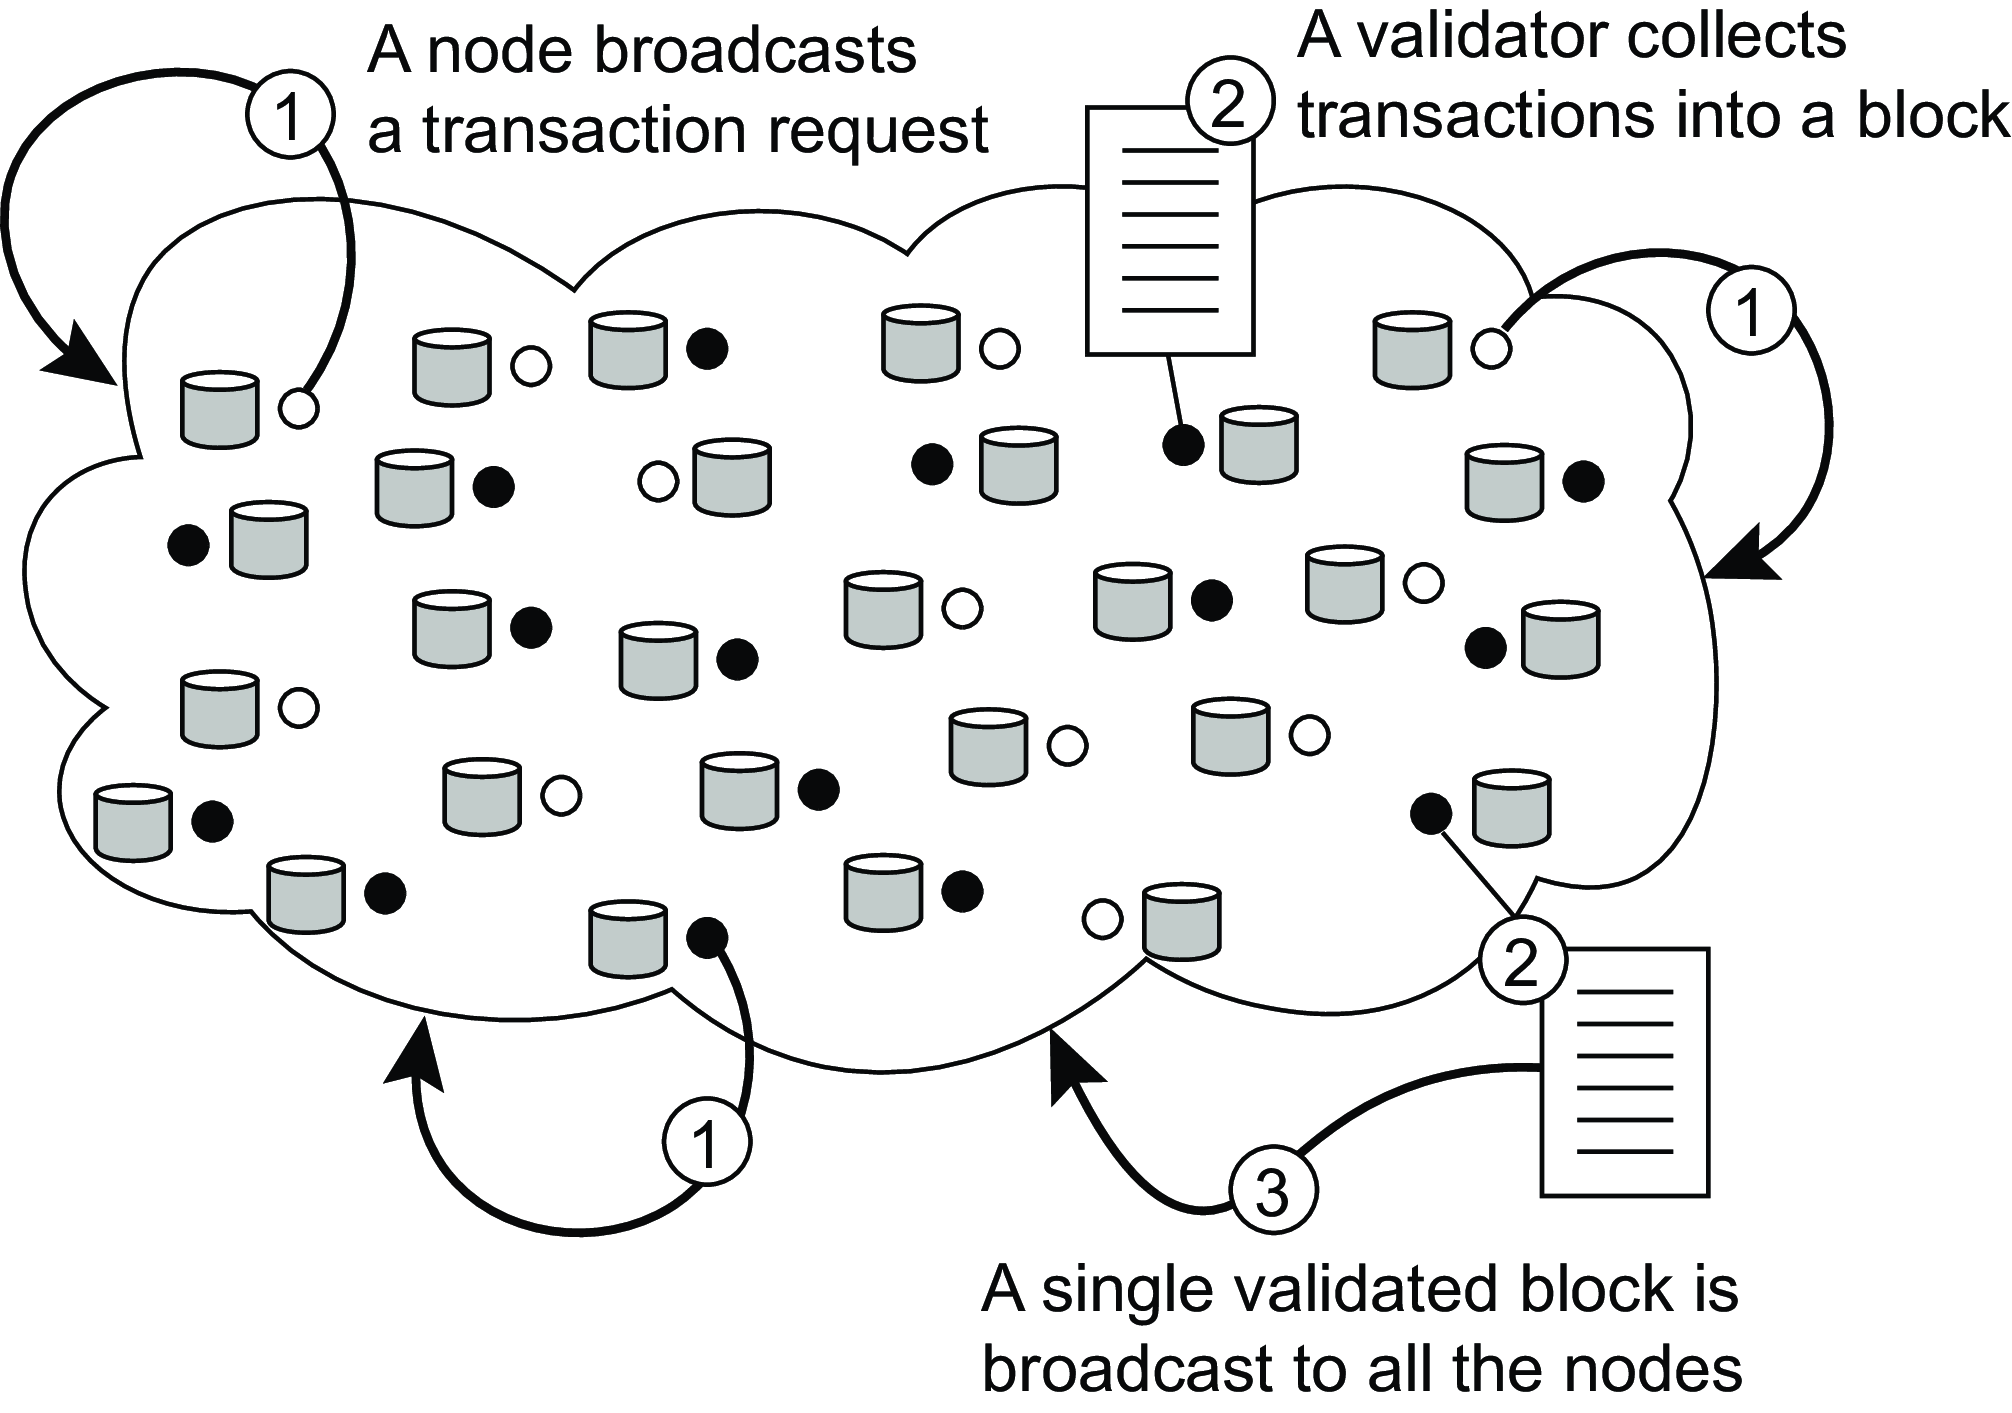 A node broadcasts
a transaction request
1
2
A validator collects
transactions into a block
1
2
1
3
A single validated block is
broadcast to all the nodes